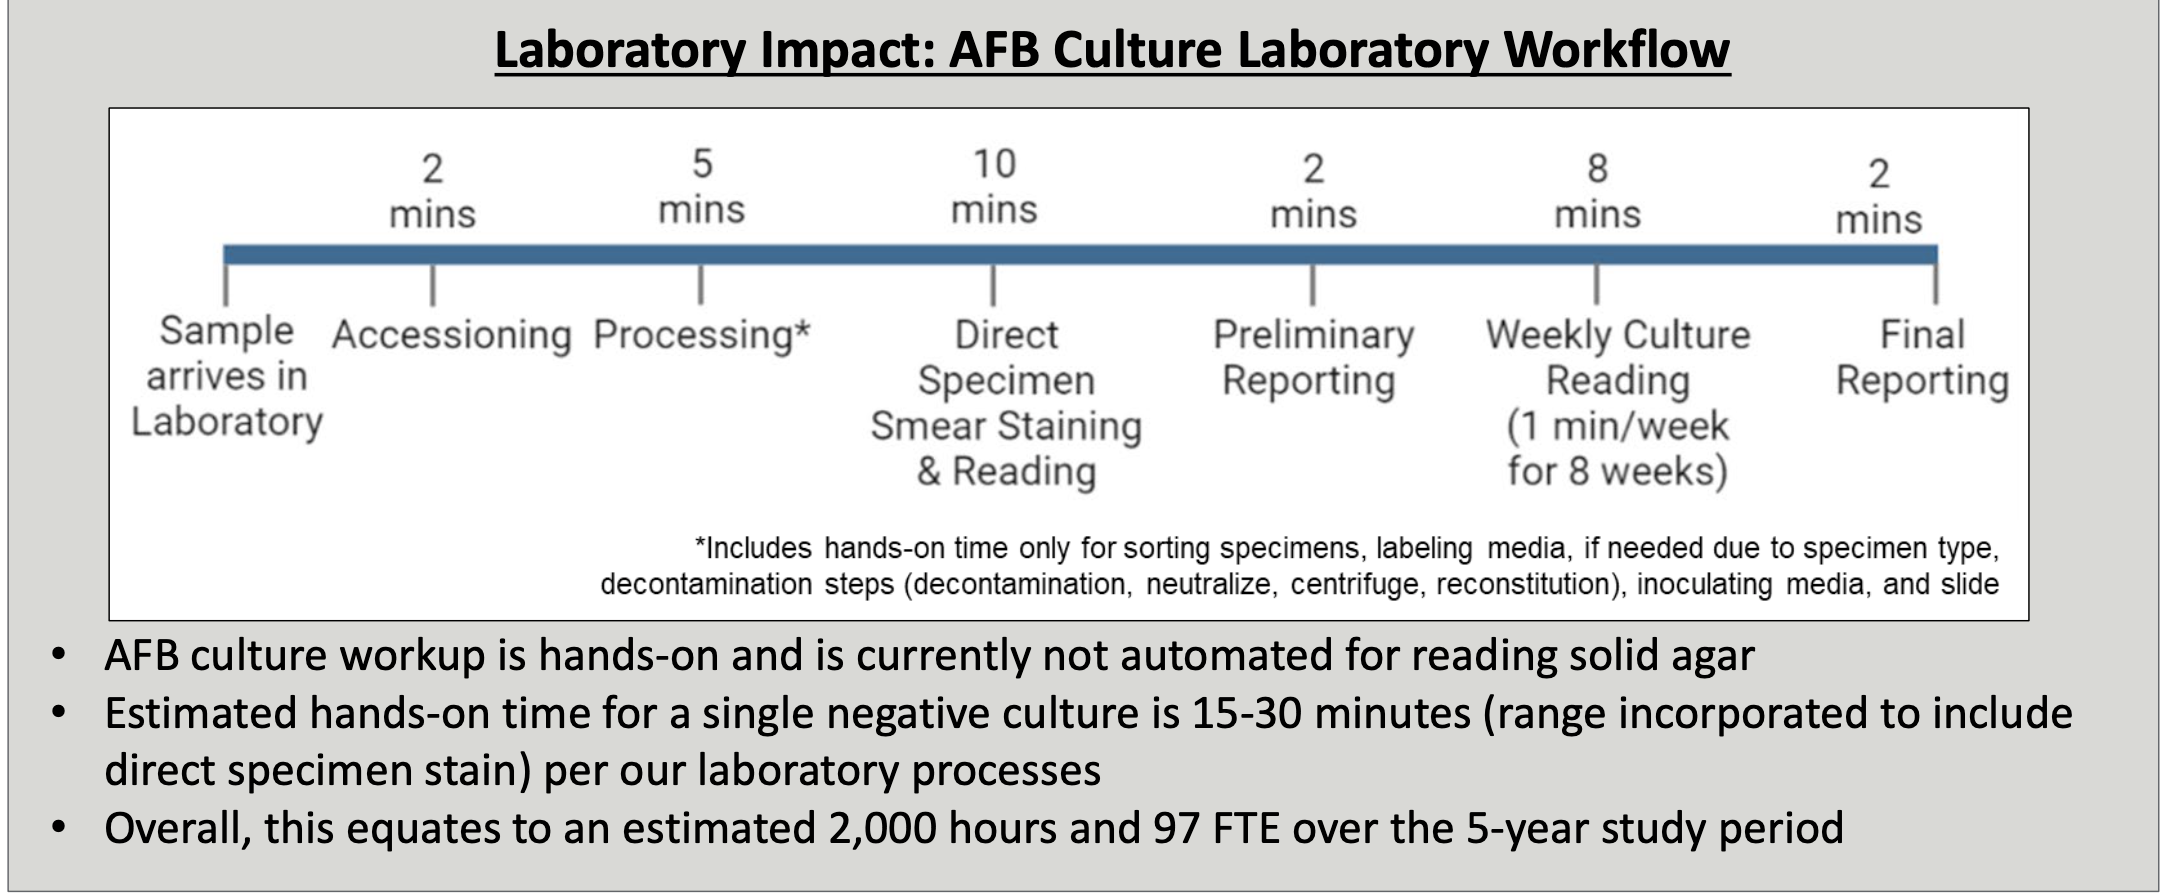 Laboratory Impact: AFB Culture Laboratory Workflow
2
mins
5
mins
10
mins
2
mins
8
mins
2
mins
Sample
arrives in
Laboratory
Accessioning
Processing*
Direct
Specimen
Smear Staining
& Reading
Preliminary
Reporting
Weekly Culture
Reading
(1 min/week
for 8 weeks)
Final
Reporting
*Includes hands-on time only for sorting specimens, labeling media, if needed due to specimen type,
decontamination steps (decontamination, neutralize, centrifuge, reconstitution), inoculating media, and slide
• AFB culture workup is hands-on and is currently not automated for reading solid agar
• Estimated hands-on time for a single negative culture is 15-30 minutes (range incorporated to include
direct specimen stain) per our laboratory processes
• Overall, this equates to an estimated 2,000 hours and 97 FTE over the 5-year study period